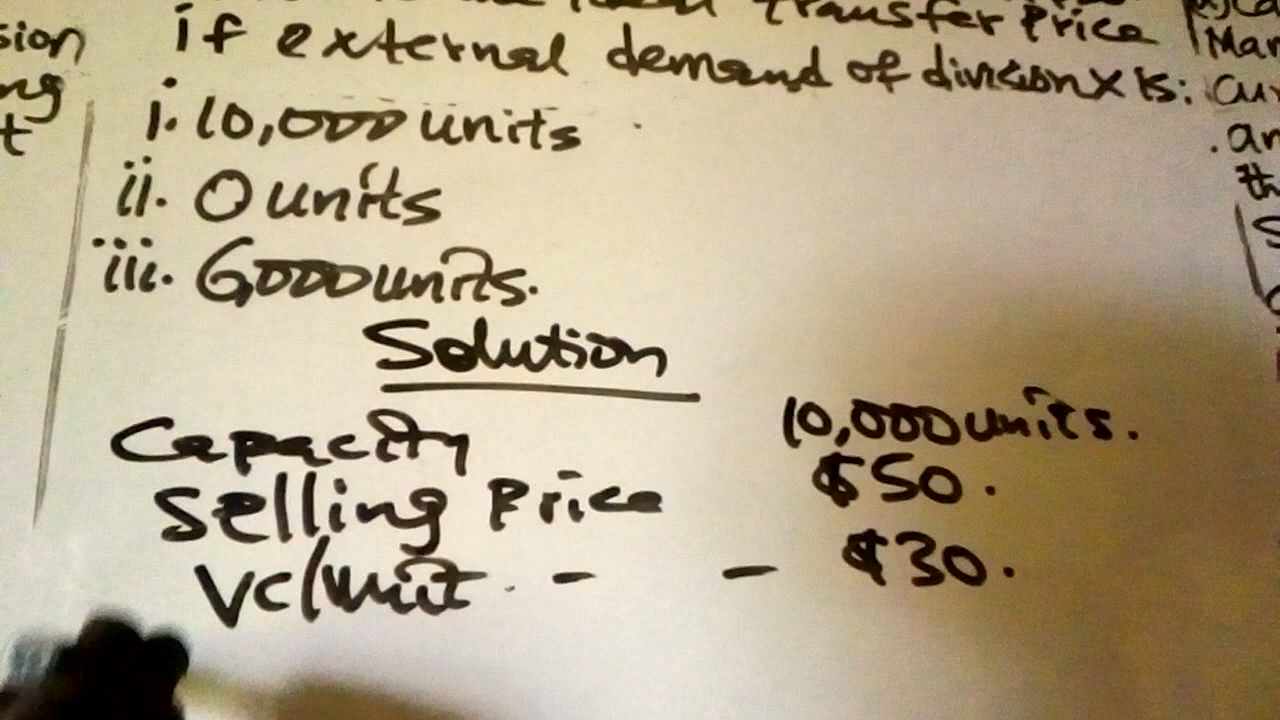 transfer Price
if external demand of division X is:
i. 10,000 units
ii. 0 units
iii. 6000 units.
Solution
Capacity 10,000 units.
Selling Price $50.
VC/unit - - $30.